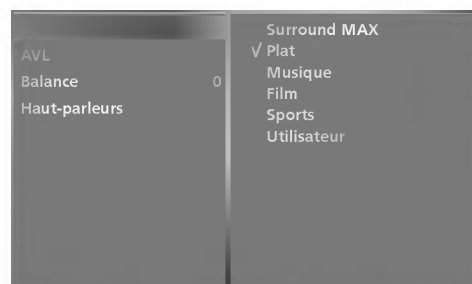 AVL
Balance 0
Haut-parleurs
Surround MAX
√ Plat
Musique
Film
Sports
Utilisateur